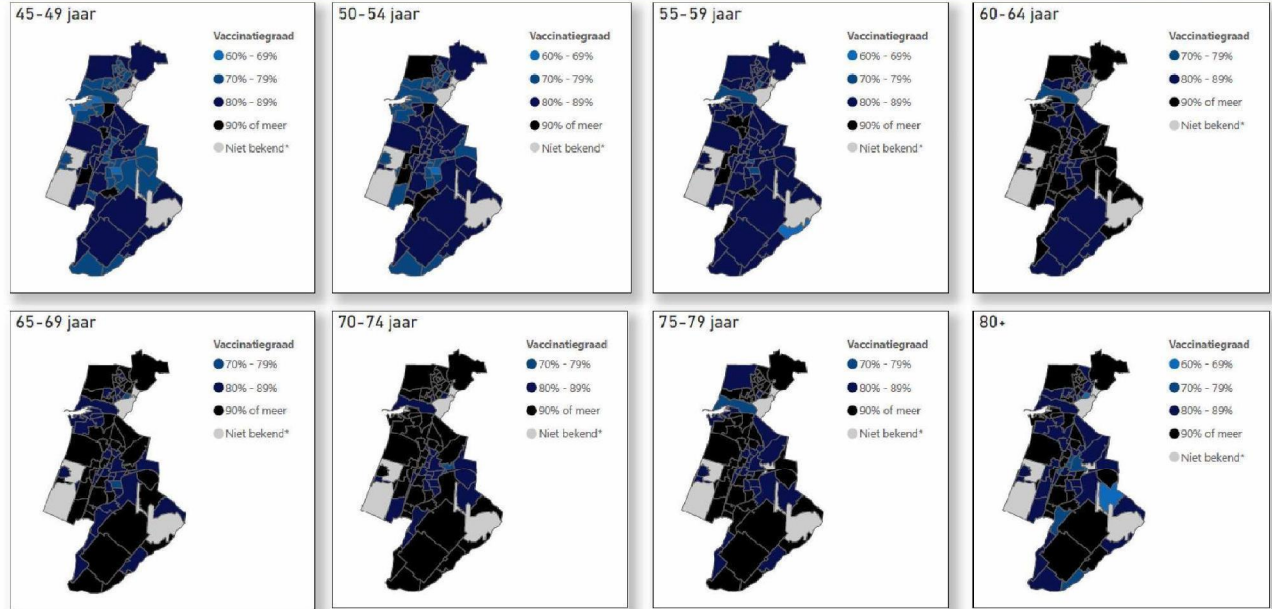 45-49 jaar
Vaccinatiegraad
60% - 69%
70% - 79%
80% - 89%
90% of meer
Niet bekend*
50-54 jaar
Vaccinatiegraad
60% - 69%
70% - 79%
80% - 89%
90% of meer
Niet bekend*
55-59 jaar
Vaccinatiegraad
60% - 69%
70% - 79%
80% - 89%
90% of meer
Niet bekend*
60-64 jaar
Vaccinatiegraad
70% - 79%
80% - 89%
90% of meer
Niet bekend*
65-69 jaar
Vaccinatiegraad
70% - 79%
80% - 89%
90% of meer
Niet bekend*
70-74 jaar
Vaccinatiegraad
70% - 79%
80% - 89%
90% of meer
Niet bekend*
75-79 jaar
Vaccinatiegraad
70% - 79%
80% - 89%
90% of meer
Niet bekend*
80+
Vaccinatiegraad
60% - 69%
70% - 79%
80% - 89%
90% of meer
Niet bekend*